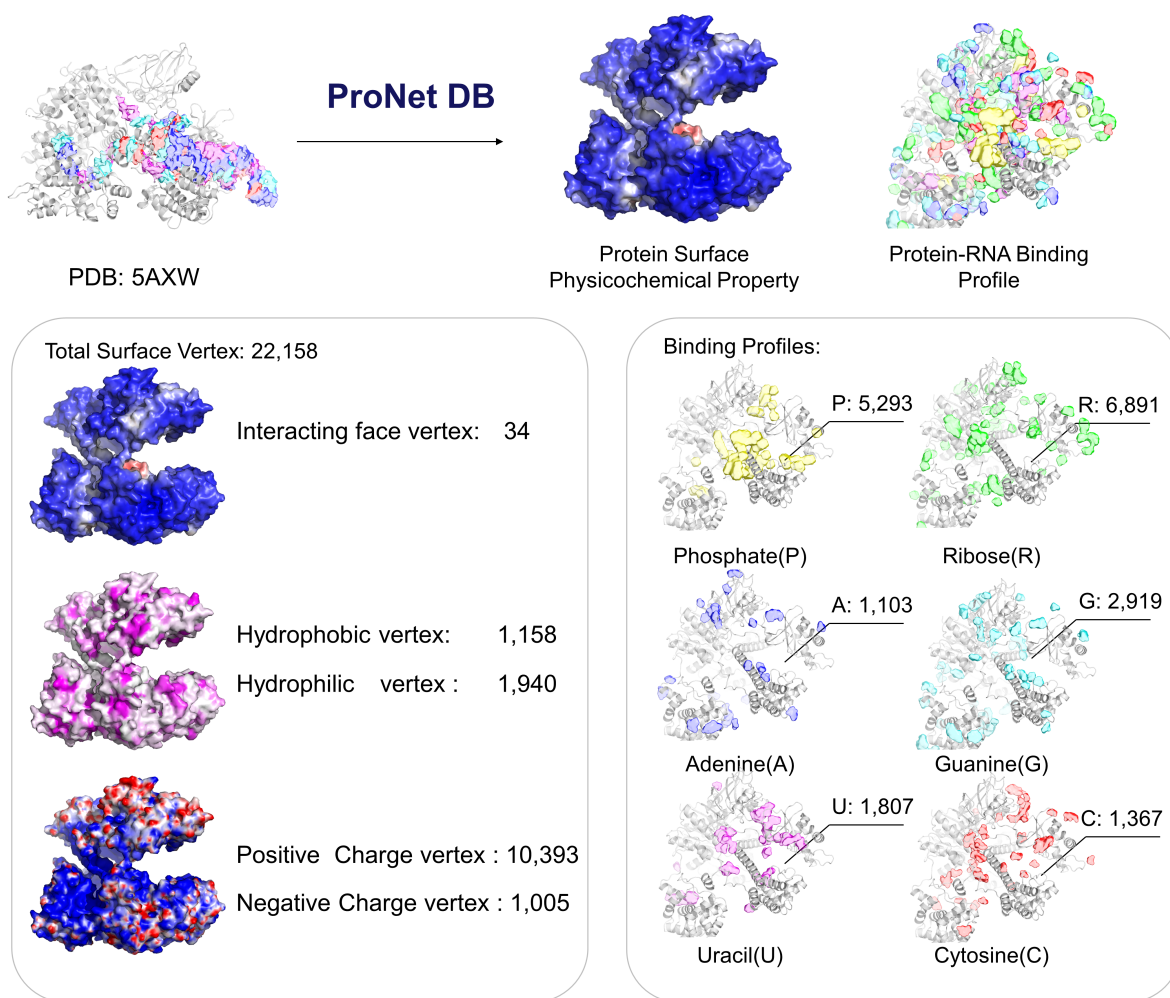 ProNet DB
PDB: 5AXW
Protein Surface
Physicochemical Property
Protein-RNA Binding
Profile
Total Surface Vertex: 22,158
Interacting face vertex: 34
Hydrophobic vertex: 1,158
Hydrophilic vertex : 1,940
Positive Charge vertex : 10,393
Negative Charge vertex : 1,005
Binding Profiles:
P: 5,293
R: 6,891
Phosphate(P)
Ribose(R)
A: 1,103
G: 2,919
Adenine(A)
Guanine(G)
U: 1,807
C: 1,367
Uracil(U)
Cytosine(C)